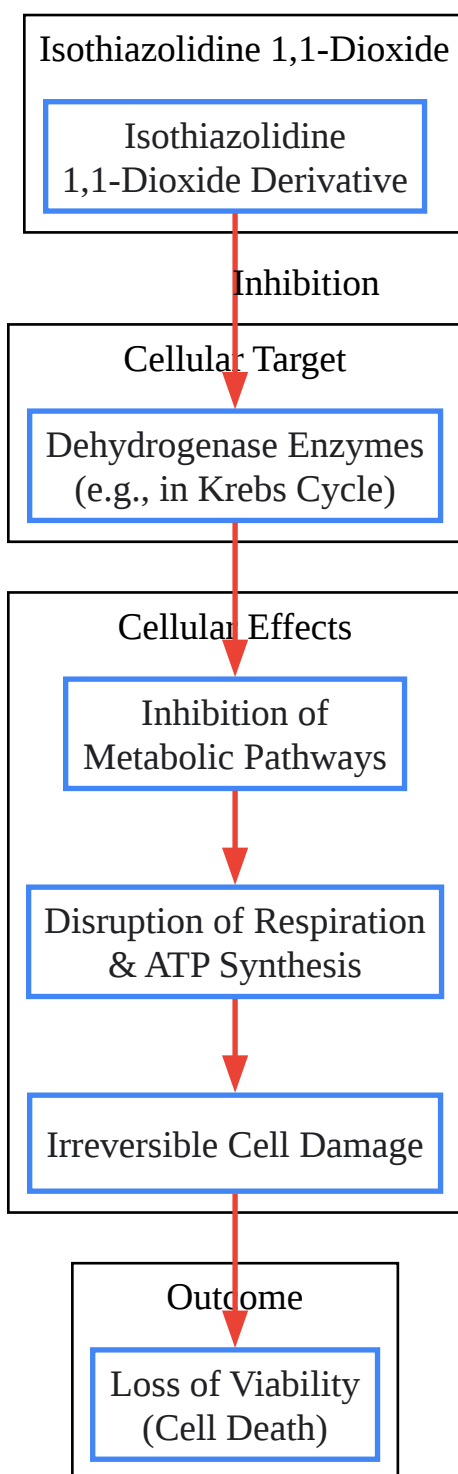 Isothiazolidine 1,1-Dioxide
Isothiazolidine
1,1-Dioxide Derivative
Inhibition
Cellular Target
Dehydrogenase Enzymes
(e.g., in Krebs Cycle)
Cellular Effects
Inhibition of
Metabolic Pathways
Disruption of Respiration
& ATP Synthesis
Irreversible Cell Damage
Outcome
Loss of Viability
(Cell Death)